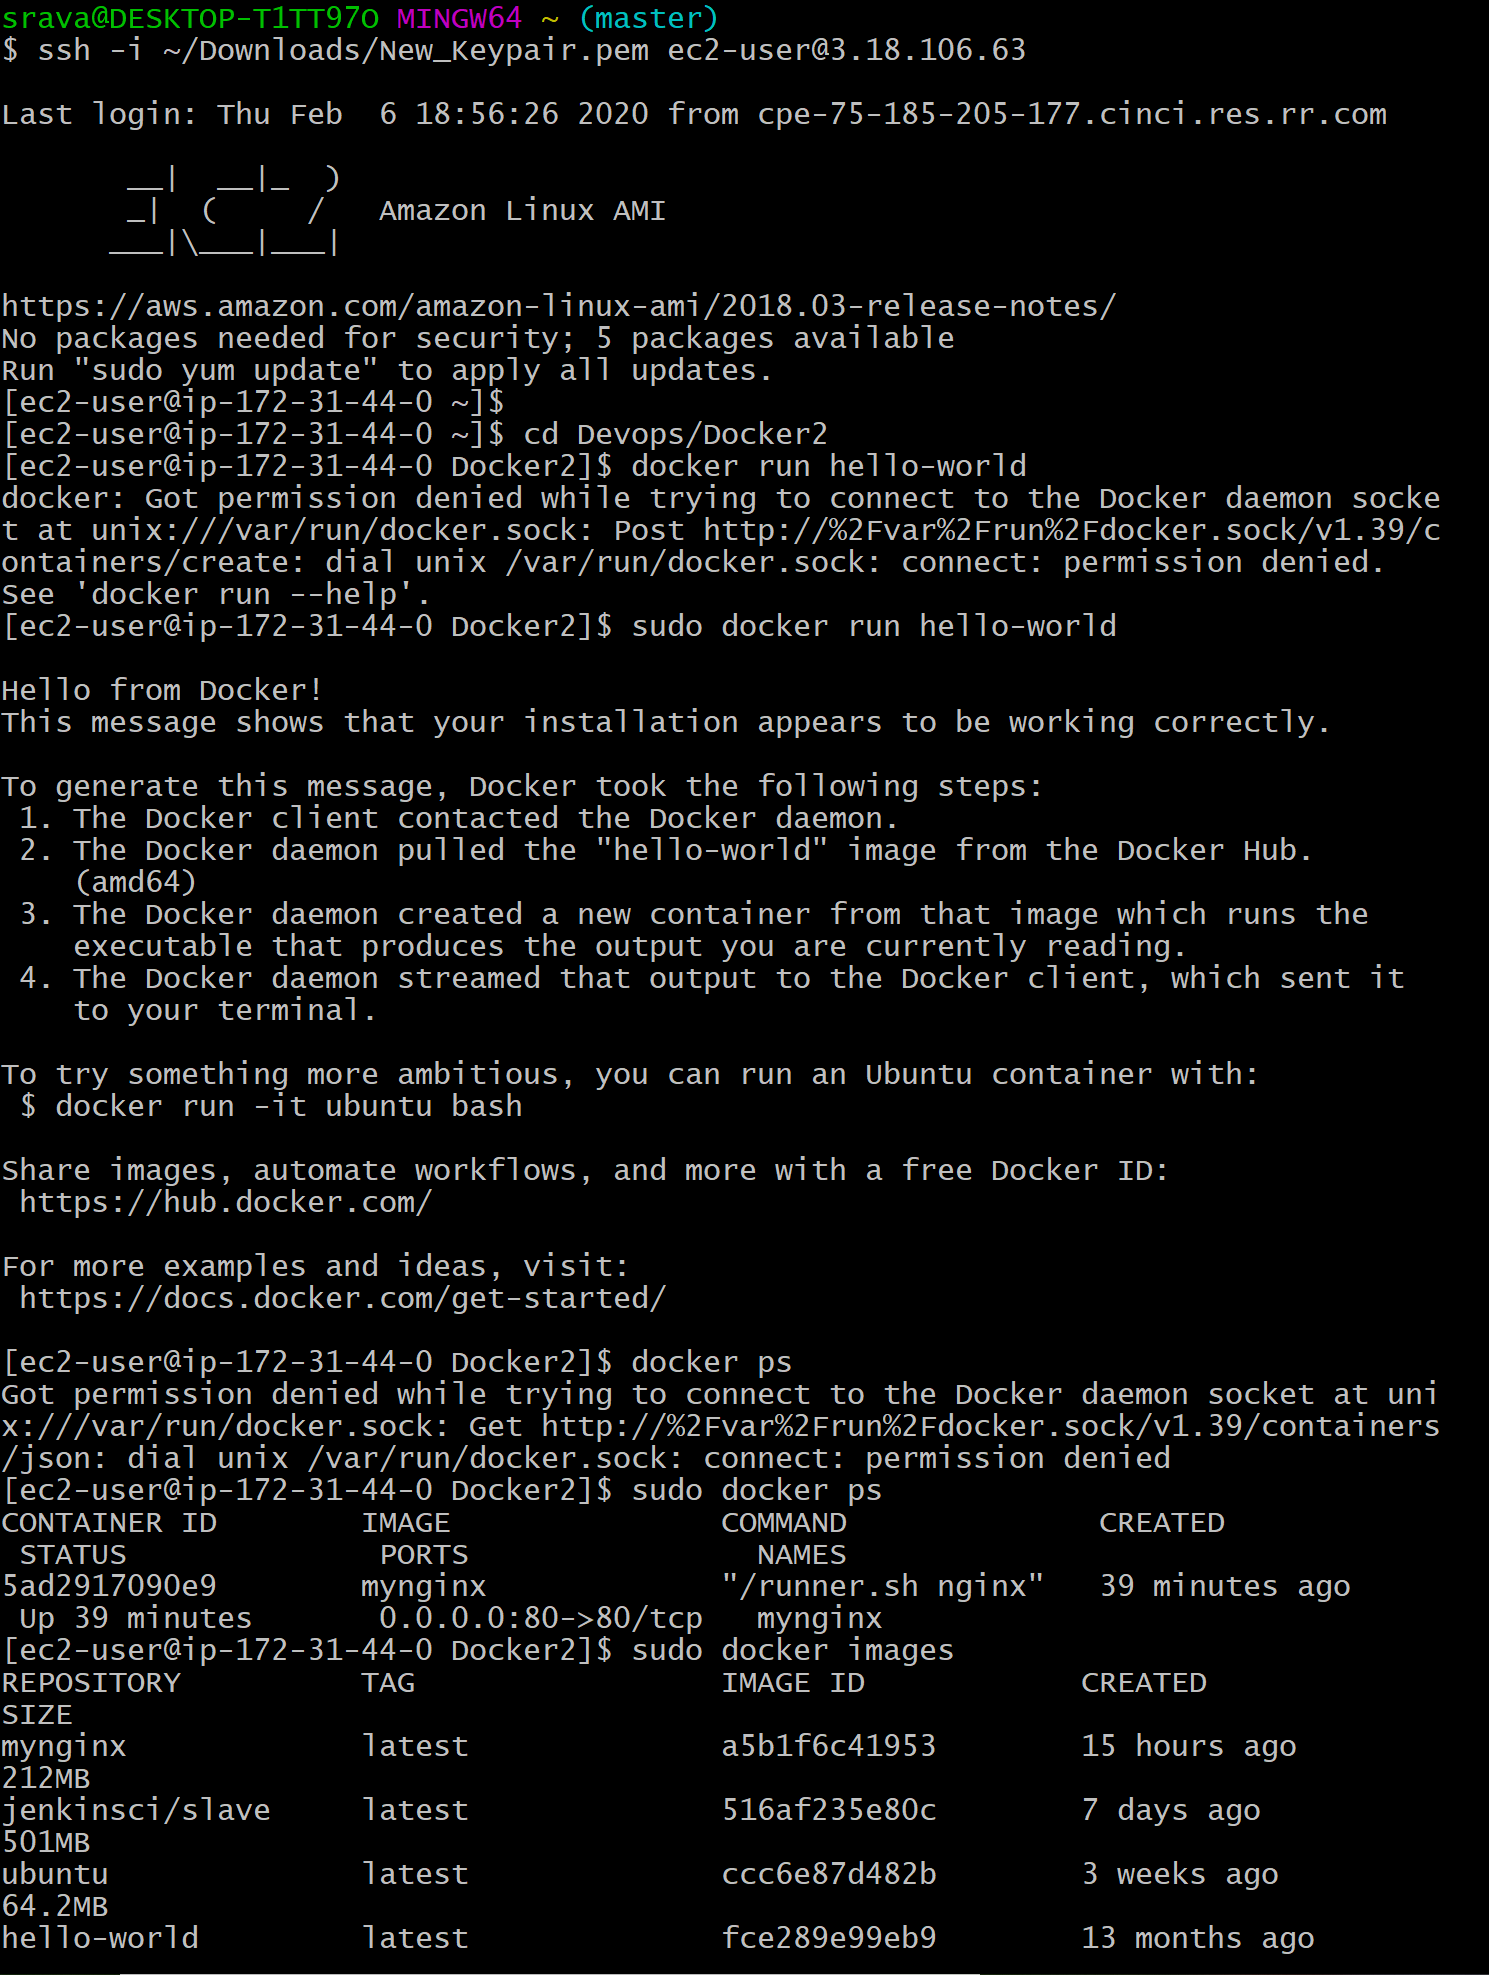 srava@DESKTOP-T1TT97O MINGW64 ~ (master)
$ ssh -i ~/Downloads/New_Keypair.pem ec2-user@3.18.106.63

Last login: Thu Feb  6 18:56:26 2020 from cpe-75-185-205-177.cinci.res.rr.com

       __|  __|_  )
       _|  (     /   Amazon Linux AMI
      ___|\___|___|

https://aws.amazon.com/amazon-linux-ami/2018.03-release-notes/
No packages needed for security; 5 packages available
Run "sudo yum update" to apply all updates.
[ec2-user@ip-172-31-44-0 ~]$
[ec2-user@ip-172-31-44-0 ~]$ cd Devops/Docker2
[ec2-user@ip-172-31-44-0 Docker2]$ docker run hello-world
docker: Got permission denied while trying to connect to the Docker daemon socke
t at unix:///var/run/docker.sock: Post http://%2Fvar%2Frun%2Fdocker.sock/v1.39/c
ontainers/create: dial unix /var/run/docker.sock: connect: permission denied.
See 'docker run --help'.
[ec2-user@ip-172-31-44-0 Docker2]$ sudo docker run hello-world

Hello from Docker!
This message shows that your installation appears to be working correctly.

To generate this message, Docker took the following steps:
 1. The Docker client contacted the Docker daemon.
 2. The Docker daemon pulled the "hello-world" image from the Docker Hub.
    (amd64)
 3. The Docker daemon created a new container from that image which runs the
    executable that produces the output you are currently reading.
 4. The Docker daemon streamed that output to the Docker client, which sent it
    to your terminal.

To try something more ambitious, you can run an Ubuntu container with:
 $ docker run -it ubuntu bash

Share images, automate workflows, and more with a free Docker ID:
 https://hub.docker.com/

For more examples and ideas, visit:
 https://docs.docker.com/get-started/

[ec2-user@ip-172-31-44-0 Docker2]$ docker ps
Got permission denied while trying to connect to the Docker daemon socket at uni
x:///var/run/docker.sock: Get http://%2Fvar%2Frun%2Fdocker.sock/v1.39/containers
/json: dial unix /var/run/docker.sock: connect: permission denied
[ec2-user@ip-172-31-44-0 Docker2]$ sudo docker ps
CONTAINER ID        IMAGE               COMMAND              CREATED
 STATUS              PORTS                NAMES
5ad2917090e9        mynginx             "/runner.sh nginx"   39 minutes ago
 Up 39 minutes       0.0.0.0:80->80/tcp   mynginx
[ec2-user@ip-172-31-44-0 Docker2]$ sudo docker images
REPOSITORY          TAG                 IMAGE ID            CREATED
SIZE
mynginx             latest              a5b1f6c41953        15 hours ago
212MB
jenkinsci/slave     latest              516af235e80c        7 days ago
501MB
ubuntu              latest              ccc6e87d482b        3 weeks ago
64.2MB
hello-world         latest              fce289e99eb9        13 months ago